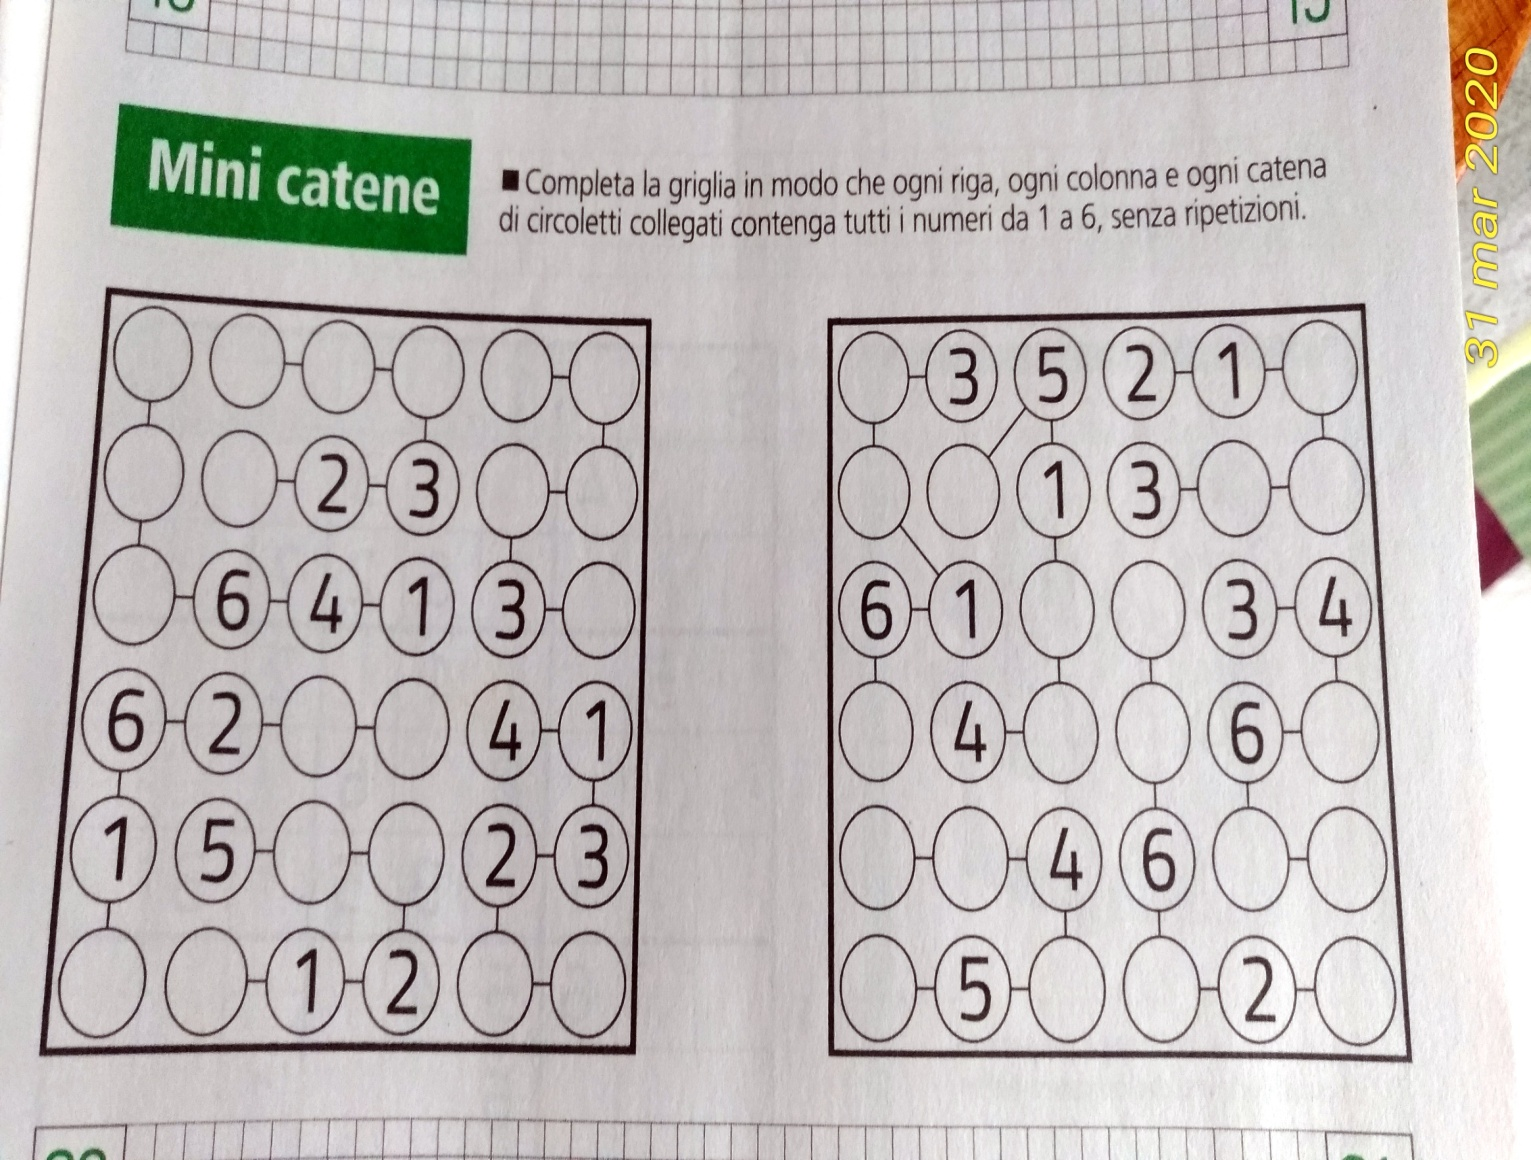 Mini catene
■ Completa la griglia in modo che ogni riga, ogni colonna e ogni catena
di circoletti collegati contenga tutti i numeri da 1 a 6, senza ripetizioni.
2 3
6 4 1 3
6 2 4 1
1 5 2 3
1 2
3 5 2 1
1 3
6 1 3 4
4 6
4 6
5 2
31 mar 2020